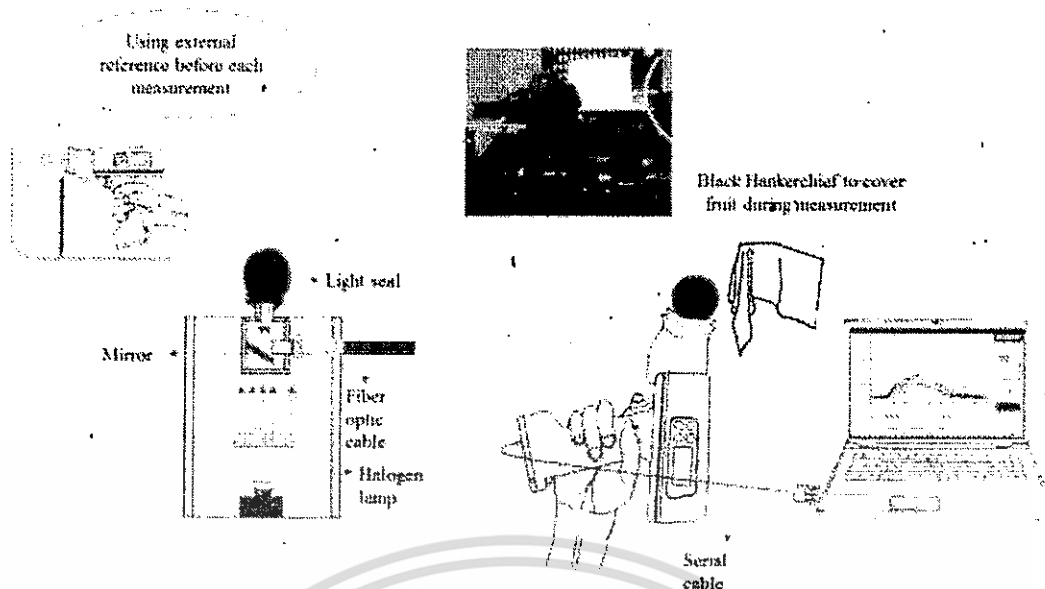 Using external
reference before each
measurement
Black Hankerchief to cover
fruit during measurement
Light seal
Mirror
Fiber
optic
cable
Halogen
lamp
Serial
cable